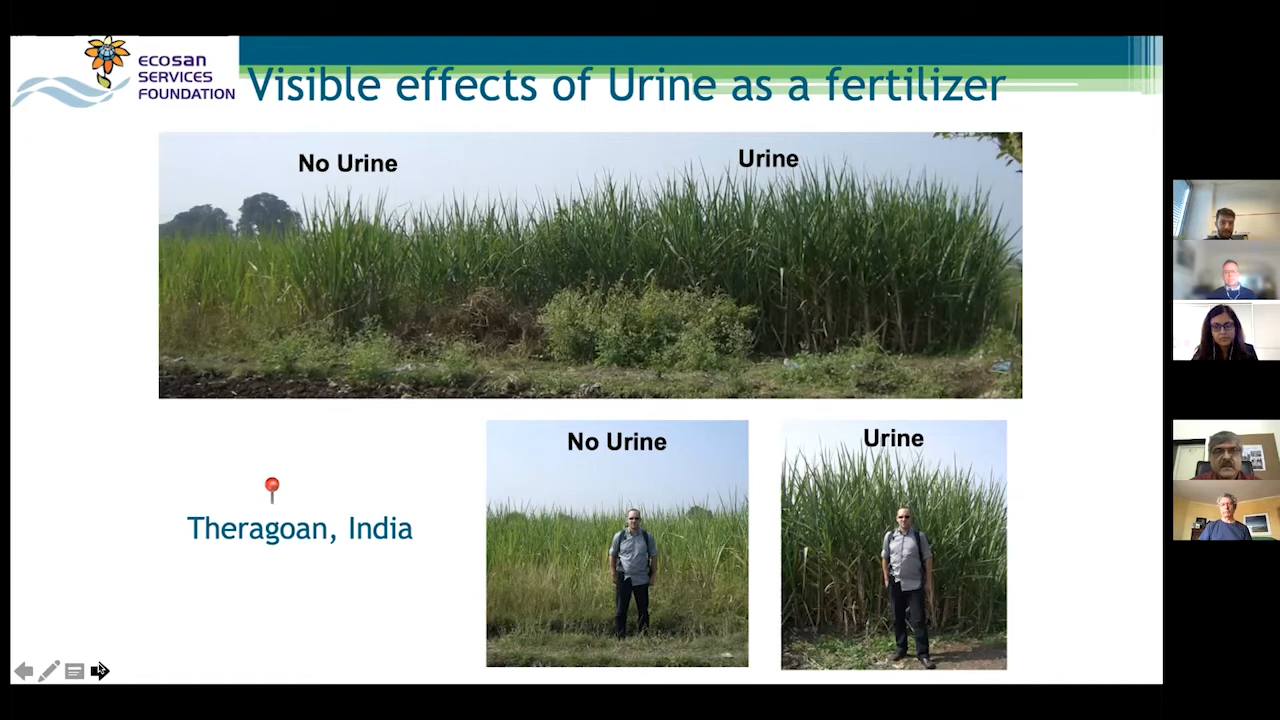 ECOSAN
SERVICES
FOUNDATION
Visible effects of Urine as a fertilizer
No Urine
Urine
No Urine
Urine
Theragoan, India